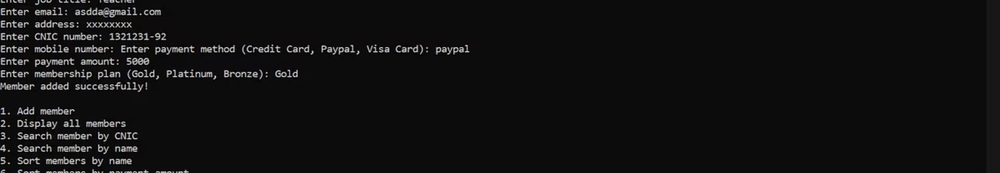 Enter job title: Teacher
Enter email: asdda@gmail.com
Enter address: xxxxxxxx
Enter CNIC number: 1321231-92
Enter mobile number: Enter payment method (Credit Card, Paypal, Visa Card): paypal
Enter payment amount: 5000
Enter membership plan (Gold, Platinum, Bronze): Gold
Member added successfully!
1. Add member
2. Display all members
3. Search member by CNIC
4. Search member by name
5. Sort members by name
6. Sort members by payment amount